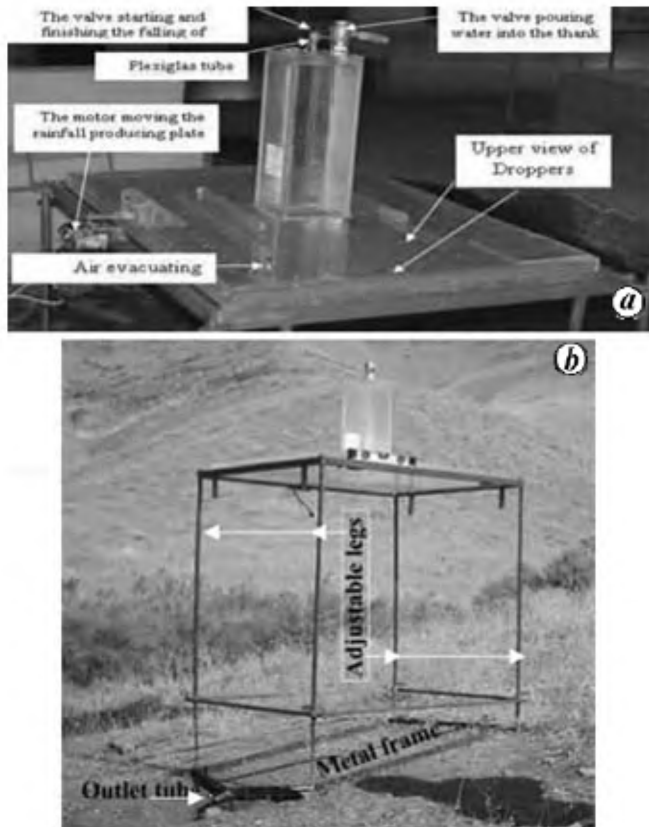 The valve starting and
finishing the falling of
The valve pouring
water into the thank
Plexiglas tube
The motor moving the
rainfall producing plate
Upper view of
Droppers
Air evacuating
a
b
Adjustable legs
Metal frame
Outlet tub